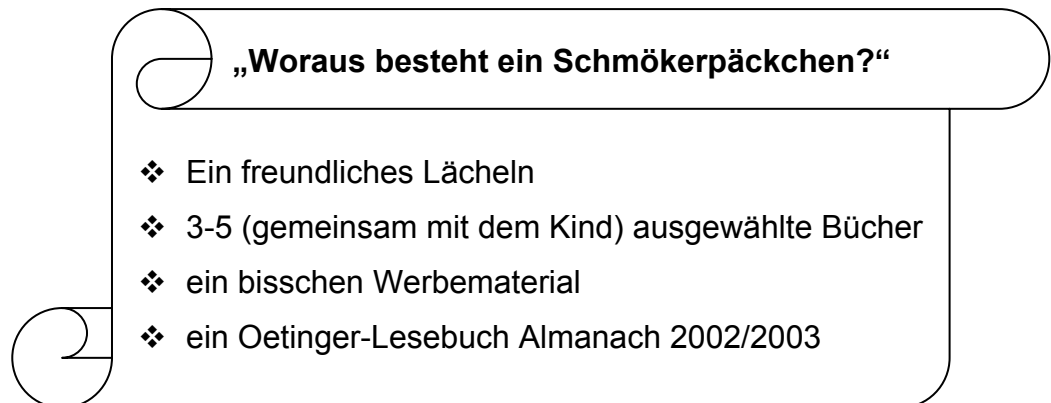 „Woraus besteht ein Schmökerpäckchen?“
❖ Ein freundliches Lächeln
❖ 3-5 (gemeinsam mit dem Kind) ausgewählte Bücher
❖ ein bisschen Werbematerial
❖ ein Oetinger-Lesebuch Almanach 2002/2003